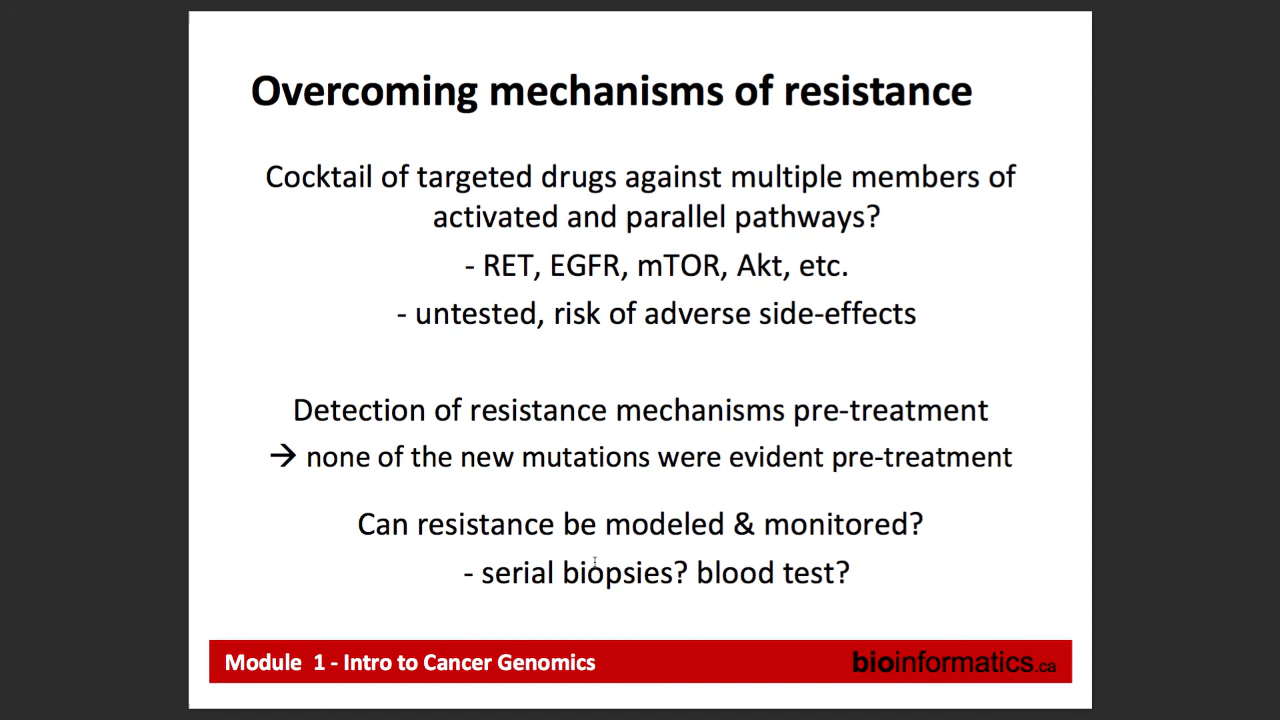 Overcoming mechanisms of resistance
Cocktail of targeted drugs against multiple members of
activated and parallel pathways?
- RET, EGFR, mTOR, Akt, etc.
- untested, risk of adverse side-effects
Detection of resistance mechanisms pre-treatment
→ none of the new mutations were evident pre-treatment
Can resistance be modeled & monitored?
- serial biopsies? blood test?
Module 1 - Intro to Cancer Genomics
bioinformatics.ca